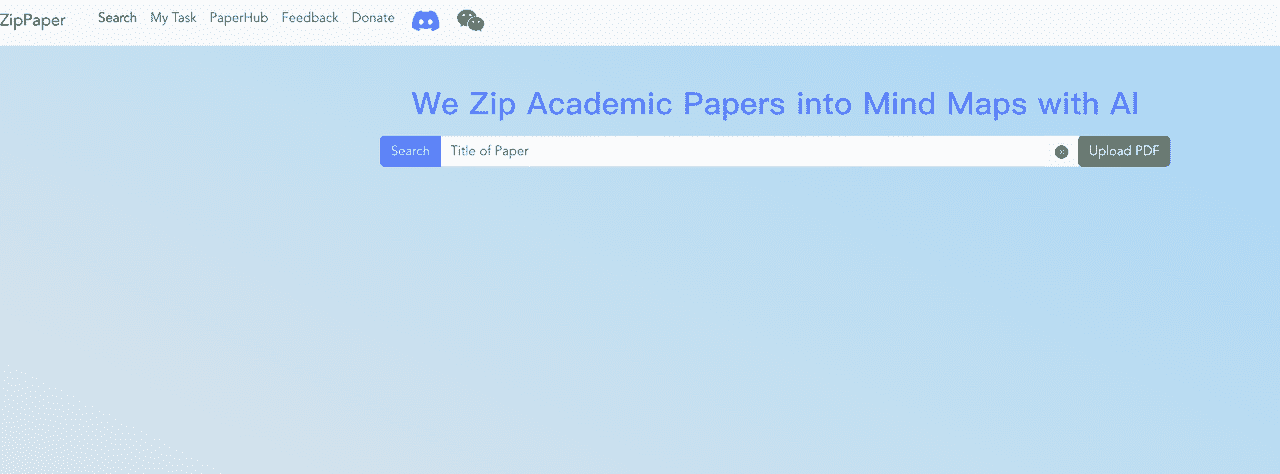 ZipPaper Search My Task PaperHub Feedback Donate
We Zip Academic Papers into Mind Maps with AI
Search Title of Paper Upload PDF